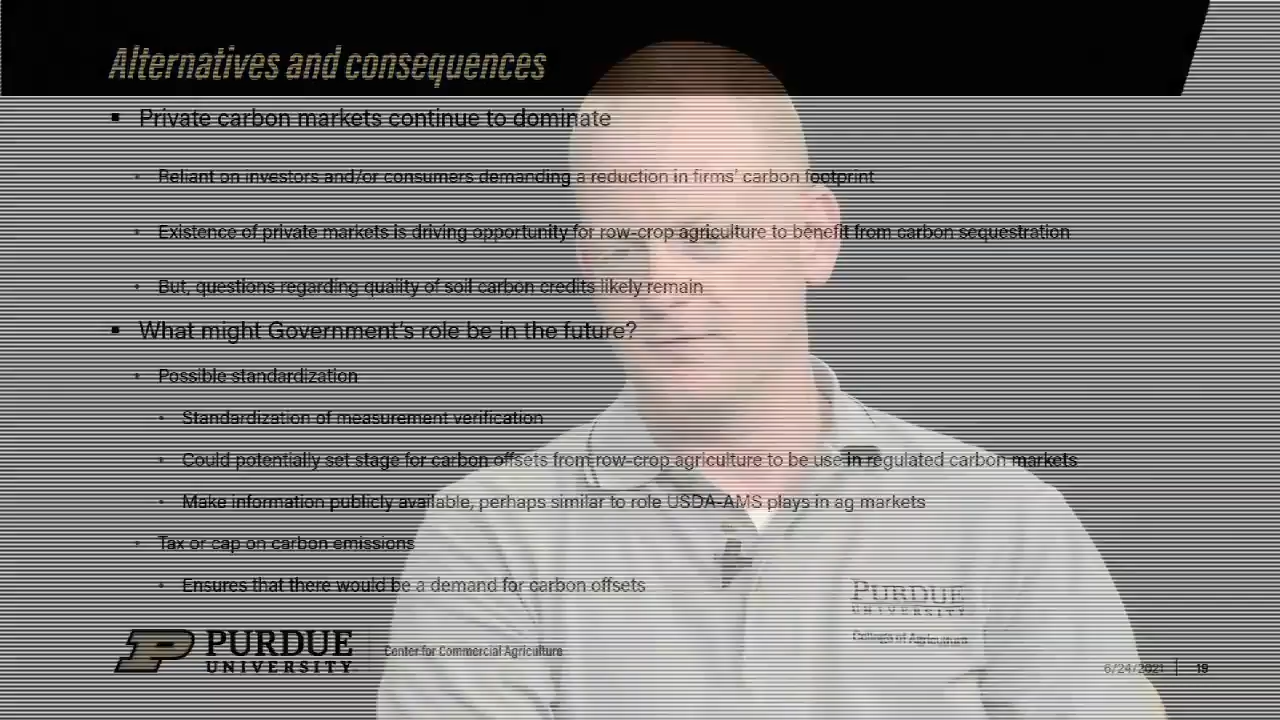 Alternatives and consequences
Private carbon markets continue to dominate
Reliant on investors and/or consumers demanding a reduction in firms' carbon footprint
Existence of private markets is driving opportunity for row-crop agriculture to benefit from carbon sequestration
But, questions regarding quality of soil carbon credits likely remain
What might Government's role be in the future?
Possible standardization
Standardization of measurement verification
Could potentially set stage for carbon offsets from row-crop agriculture to be use in regulated carbon markets
Make information publicly available, perhaps similar to role USDA-AMS plays in ag markets
Tax or cap on carbon emissions
Ensures that there would be a demand for carbon offsets
PURDUE
UNIVERSITY
College of Agriculture
PURDUE
UNIVERSITY
Center for Commercial Agriculture
6/24/2021 | 19